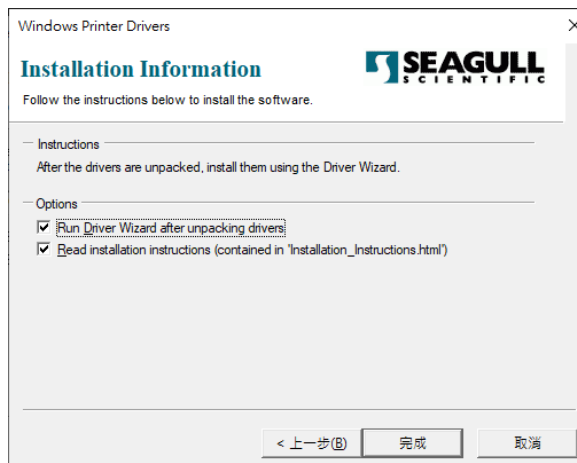 Windows Printer Drivers
Installation Information
SEAGULL
SCIENTIFIC
Follow the instructions below to install the software.
Instructions
After the drivers are unpacked, install them using the Driver Wizard.
Options
Run Driver Wizard after unpacking drivers
Read installation instructions (contained in 'Installation_Instructions.html')
< 上一步(B)
完成
取消